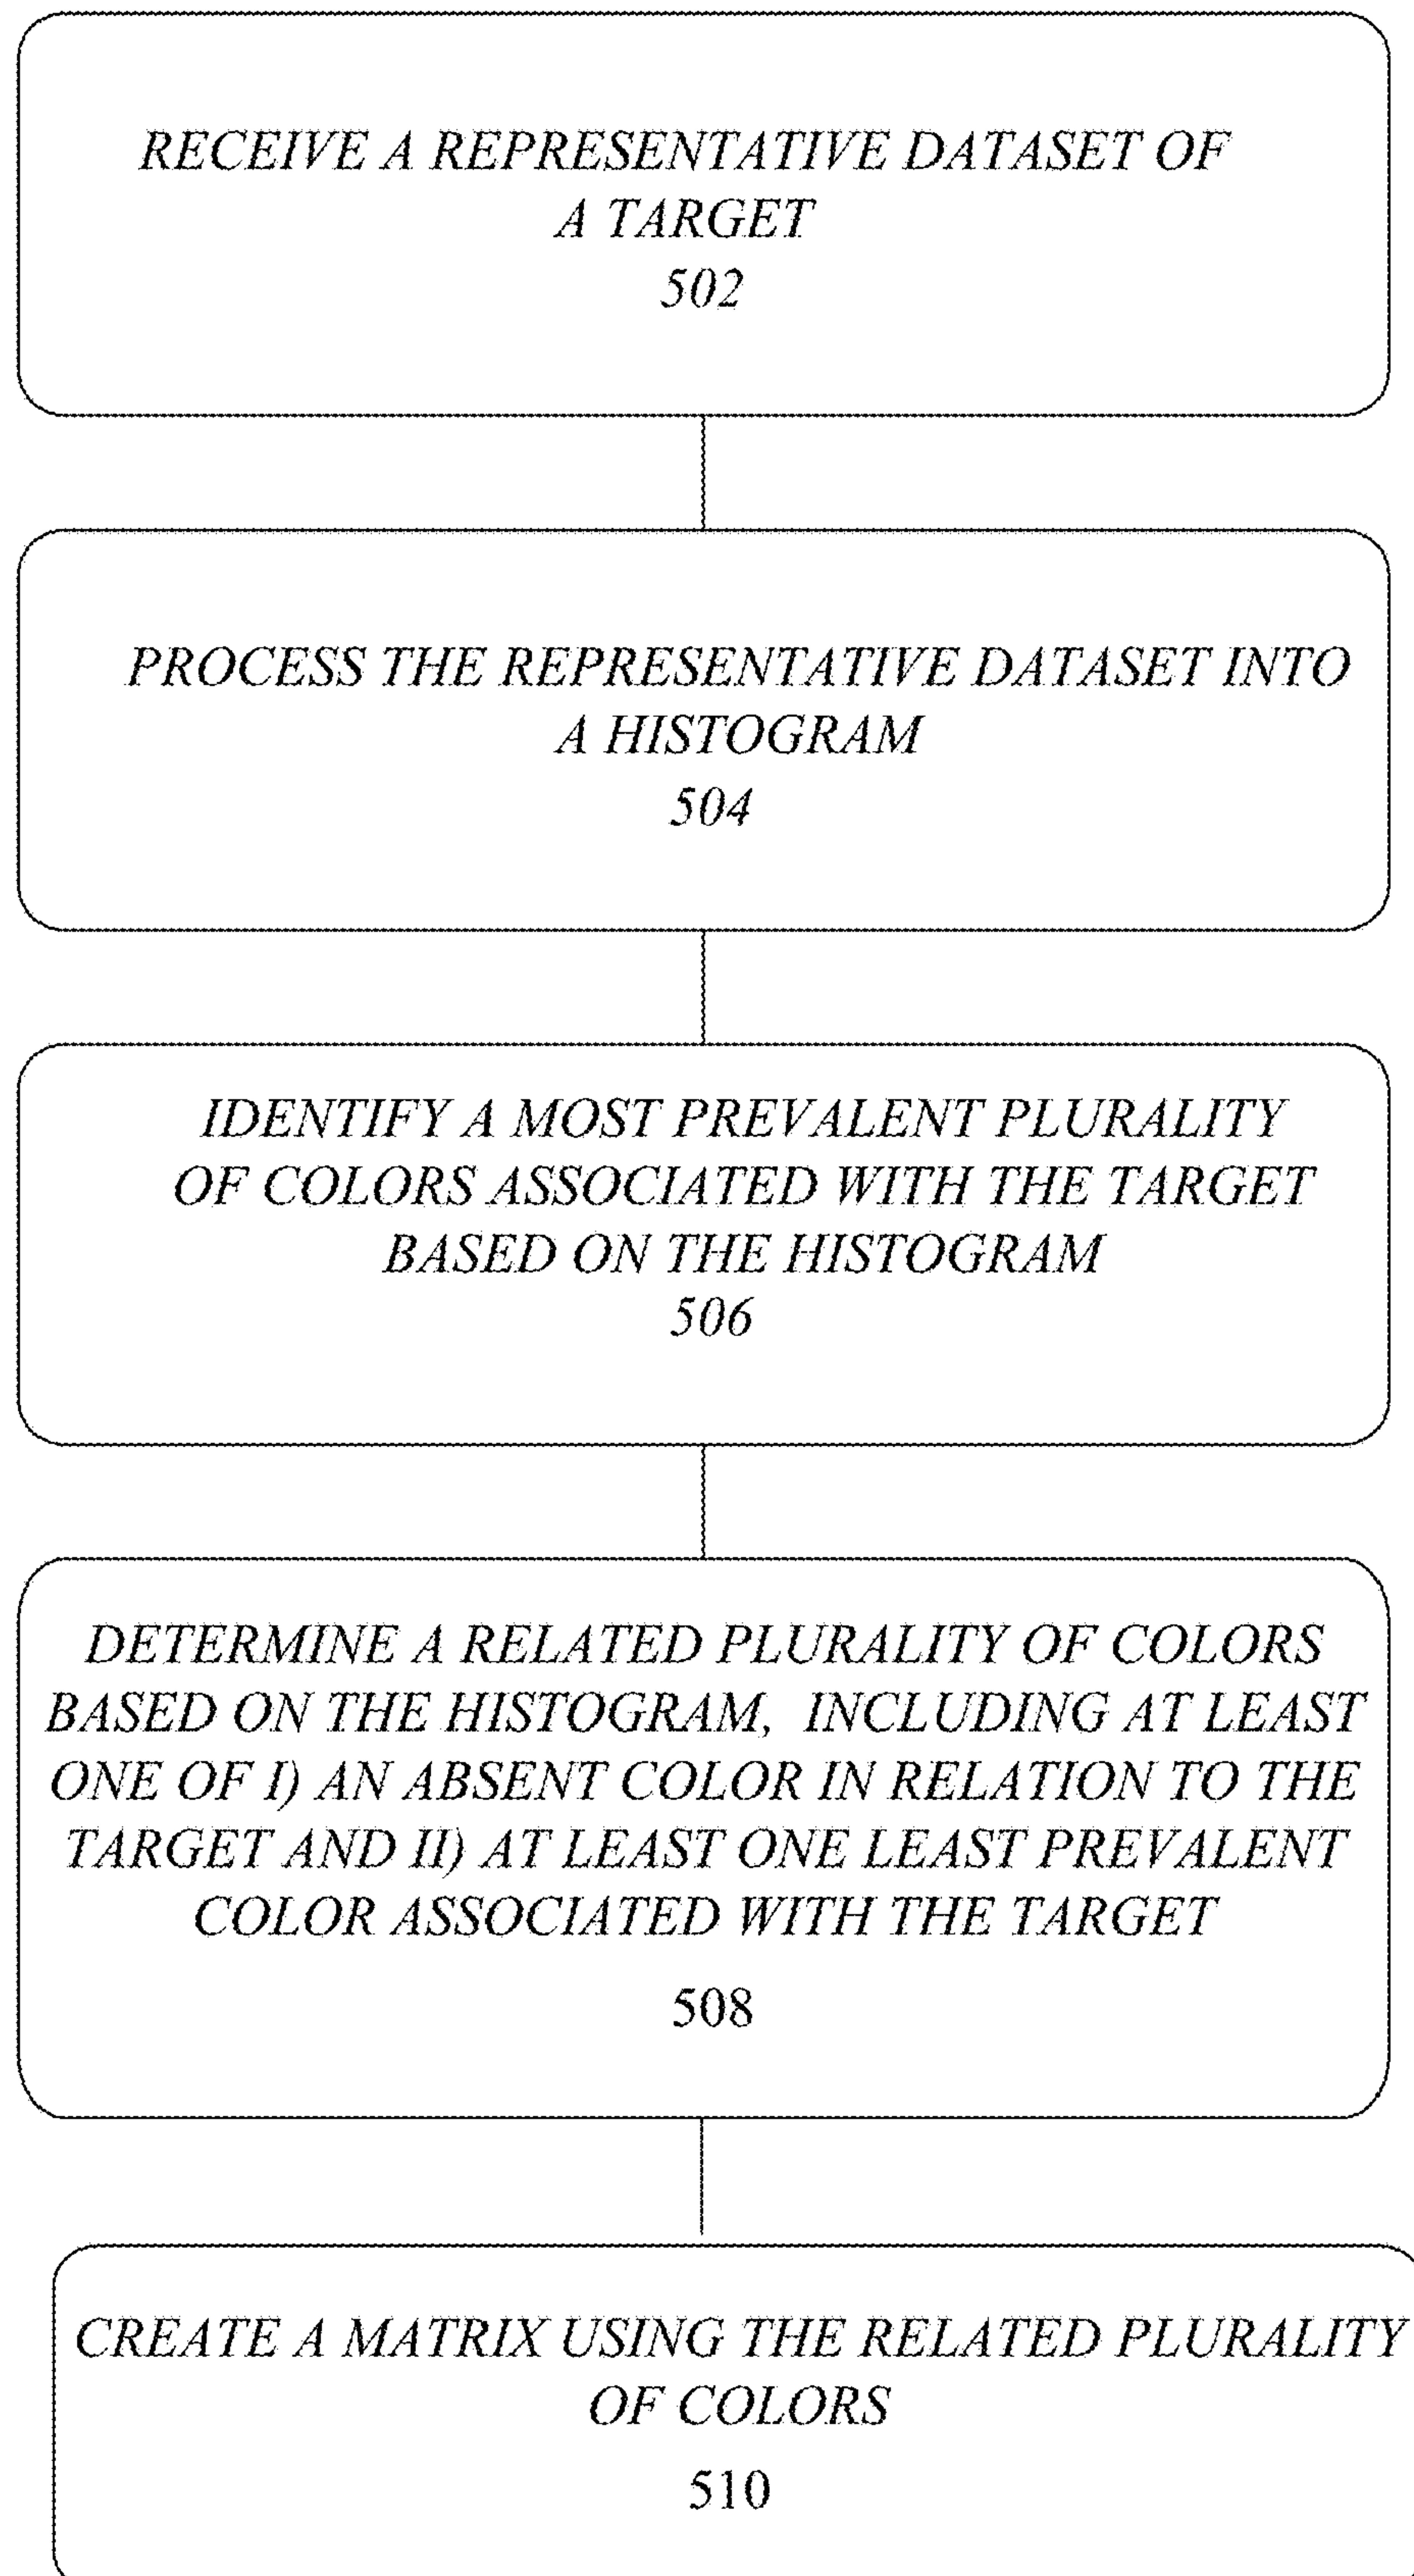 RECEIVE A REPRESENTATIVE DATASET OF
A TARGET
502
PROCESS THE REPRESENTATIVE DATASET INTO
A HISTOGRAM
504
IDENTIFY A MOST PREVALENT PLURALITY
OF COLORS ASSOCIATED WITH THE TARGET
BASED ON THE HISTOGRAM
506
DETERMINE A RELATED PLURALITY OF COLORS
BASED ON THE HISTOGRAM, INCLUDING AT LEAST
ONE OF I) AN ABSENT COLOR IN RELATION TO THE
TARGET AND II) AT LEAST ONE LEAST PREVALENT
COLOR ASSOCIATED WITH THE TARGET
508
CREATE A MATRIX USING THE RELATED PLURALITY
OF COLORS
510